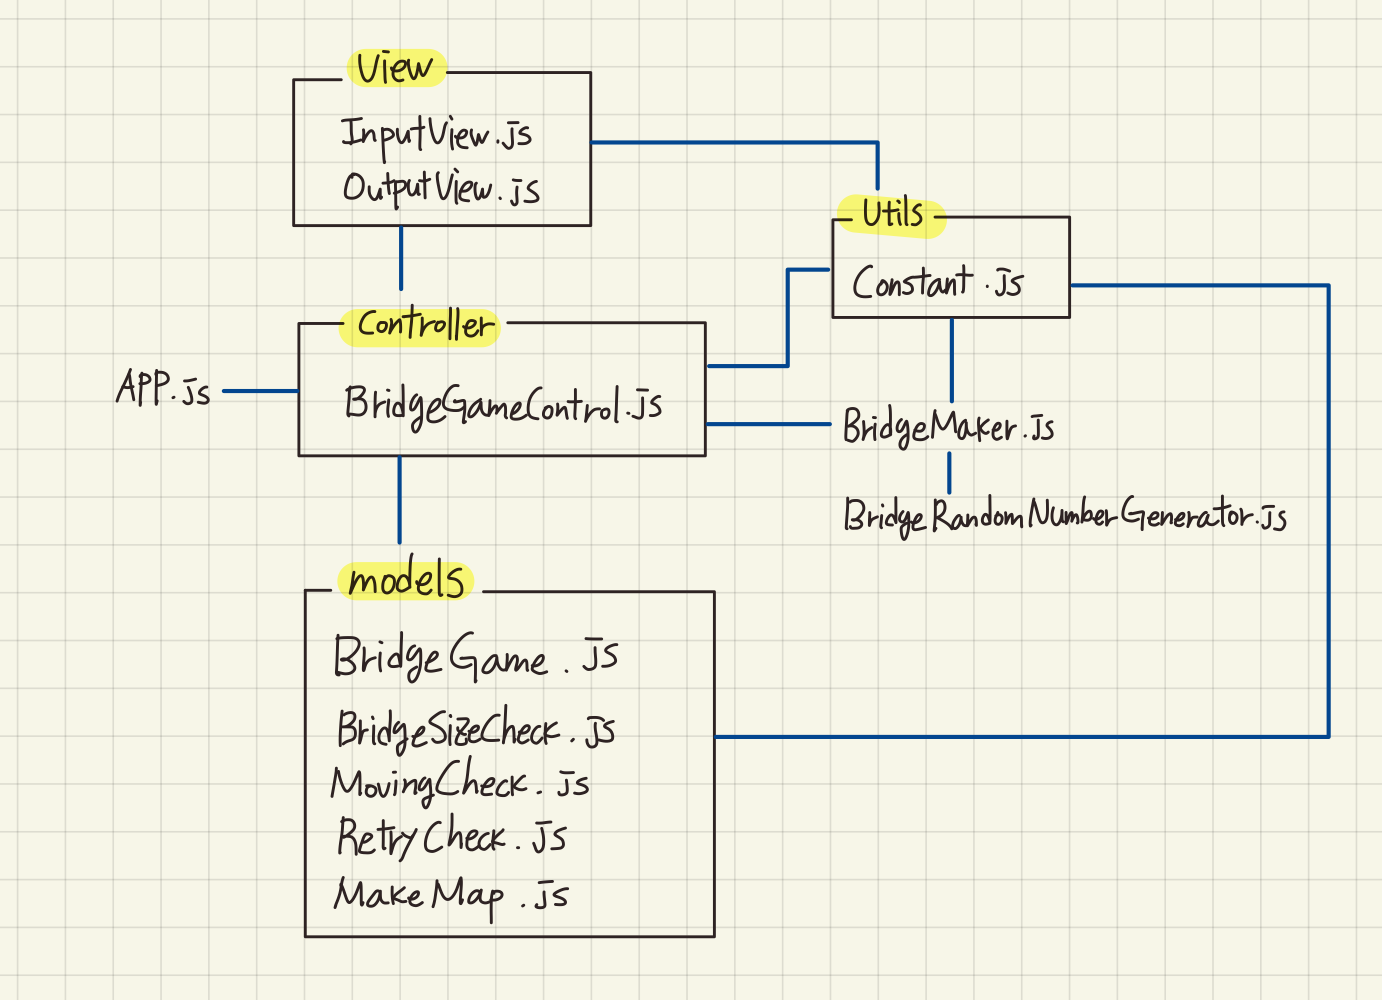 View
InputView.js
OutputView.js
Utils
Constant.js
Controller
BridgeGameControl.js
APP.js
BridgeMaker.js
BridgeRandomNumberGenerator.js
models
BridgeGame.js
BridgeSizeCheck.js
MovingCheck.js
RetryCheck.js
MakeMap.js